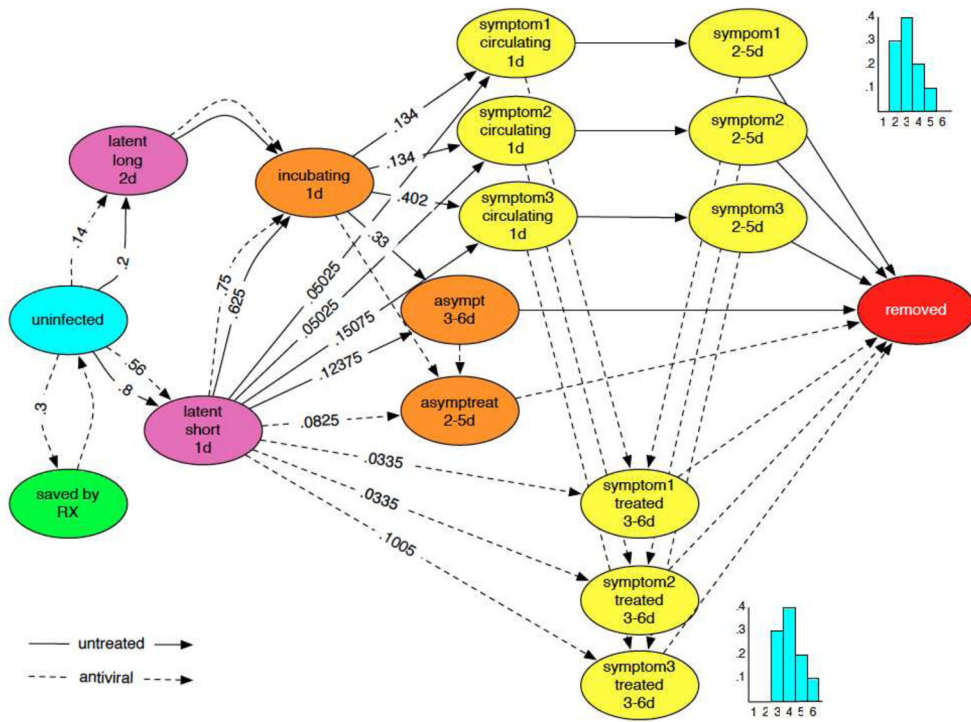 symptom1
circulating
1d
sympom1
2-5d
.4
.3
.2
.1
1 2 3 4 5 6
symptom2
circulating
1d
symptom2
2-5d
latent
long
2d
incubating
1d
symptom3
circulating
1d
symptom3
2-5d
.134
.134
.402
.33
.14
.2
.75
.625
.05025
.05025
.15075
.12375
uninfected
asympt
3-6d
removed
.56
.8
.3
latent
short
1d
asymptreat
2-5d
.0825
.0335
.0335
.1005
saved by
RX
symptom1
treated
3-6d
symptom2
treated
3-6d
symptom3
treated
3-6d
untreated
antiviral
.4
.3
.2
.1
1 2 3 4 5 6